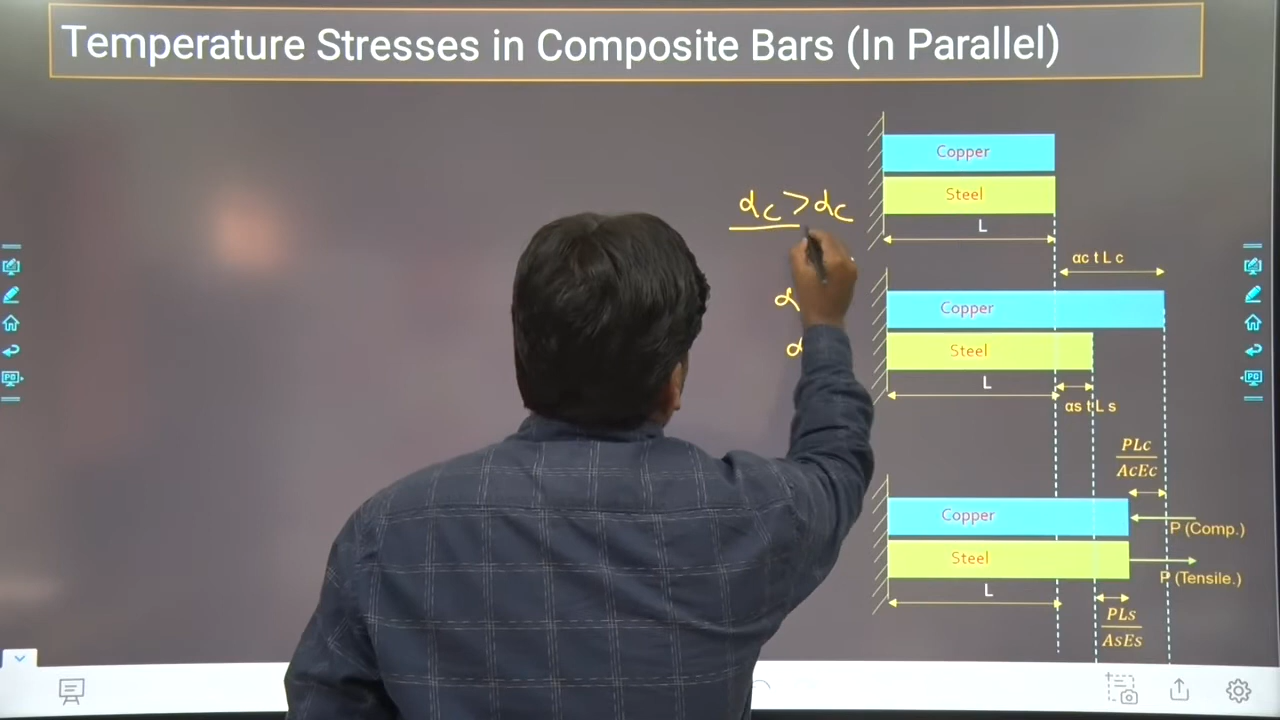 Temperature Stresses in Composite Bars (In Parallel)
Copper
Steel
L
αc > αc
αc t L c
α
α
Copper
Steel
L
αs t L s
PLc
AcEc
Copper
P (Comp.)
Steel
P (Tensile.)
L
PLs
AsEs